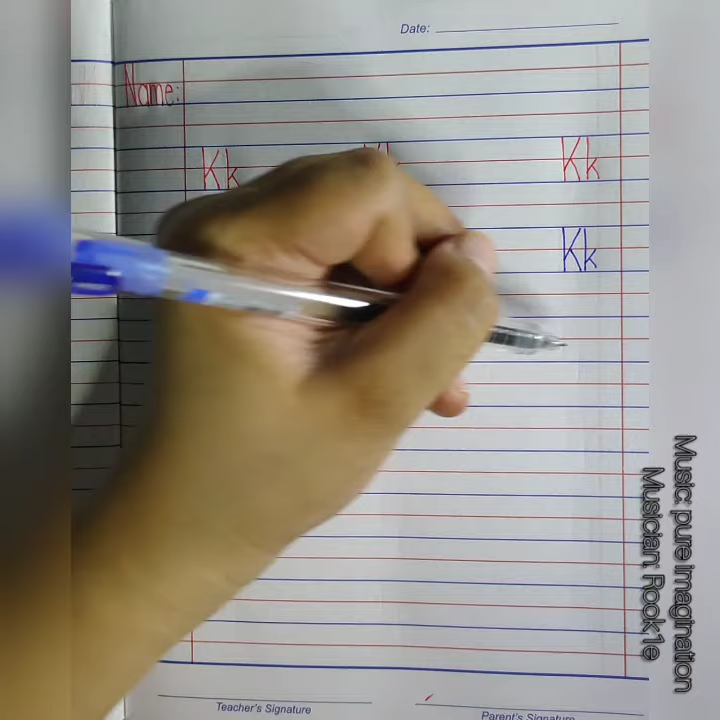 Date:
Name:
Kk Kk
Kk
Teacher's Signature
Parent's Signature
Music: pure imagination
Musician: Rook1e